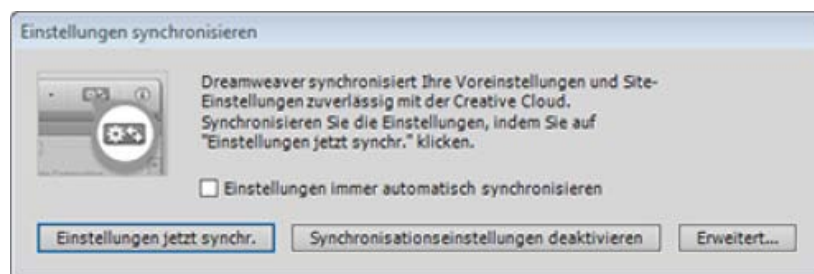 Einstellungen synchronisieren
Dreamweaver synchronisiert Ihre Voreinstellungen und Site-
Einstellungen zuverlässig mit der Creative Cloud.
Synchronisieren Sie die Einstellungen, indem Sie auf
"Einstellungen jetzt synchr." klicken.
Einstellungen immer automatisch synchronisieren
Einstellungen jetzt synchr. Synchronisationseinstellungen deaktivieren Erweitert...